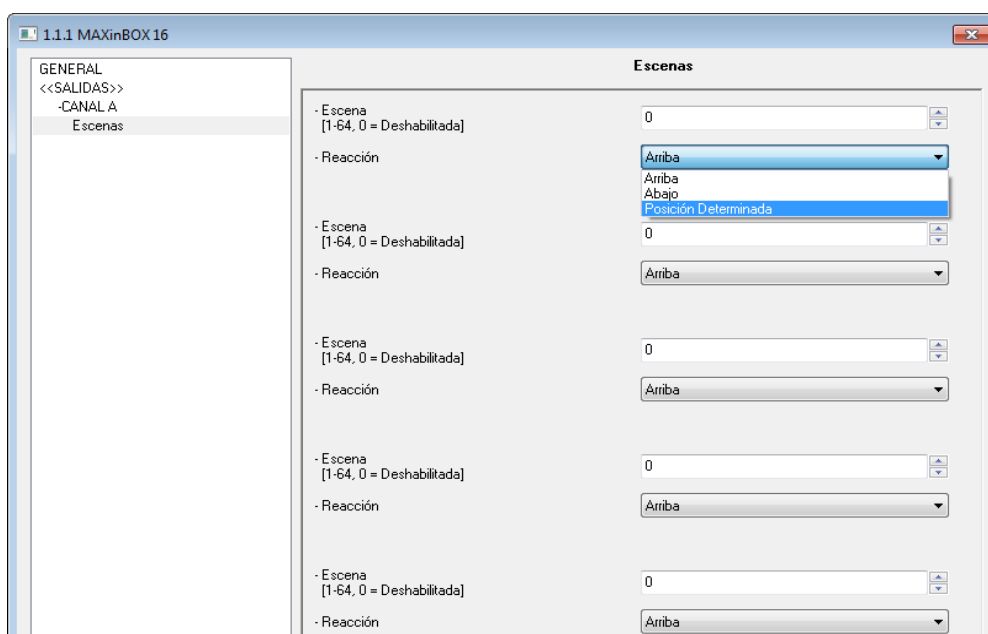 1.1.1 MAXinBOX 16
GENERAL
<<SALIDAS>>
-CANAL A
Escenas
Escenas
- Escena
[1-64, 0 = Deshabilitada]
0
- Reacción
Arriba
Arriba
Abajo
Posición Determinada
- Escena
[1-64, 0 = Deshabilitada]
0
- Reacción
Arriba
- Escena
[1-64, 0 = Deshabilitada]
0
- Reacción
Arriba
- Escena
[1-64, 0 = Deshabilitada]
0
- Reacción
Arriba
- Escena
[1-64, 0 = Deshabilitada]
0
- Reacción
Arriba